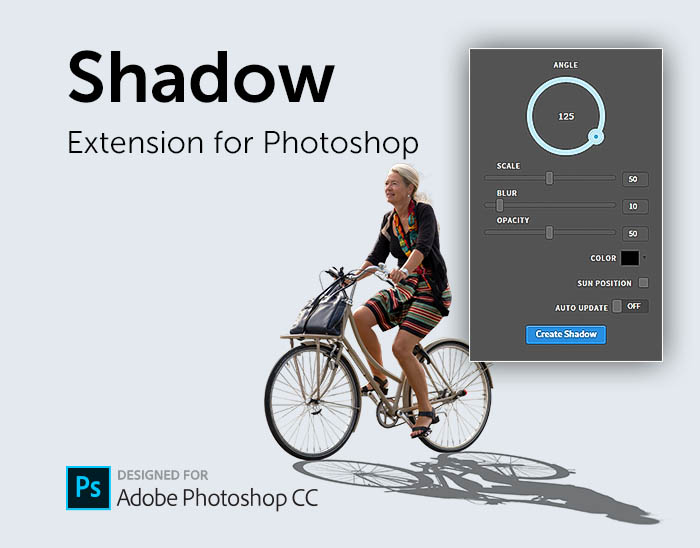 Shadow
Extension for Photoshop
ANGLE
125
SCALE
50
BLUR
10
OPACITY
50
COLOR
SUN POSITION
AUTO UPDATE OFF
Create Shadow
Ps
DESIGNED FOR
Adobe Photoshop CC